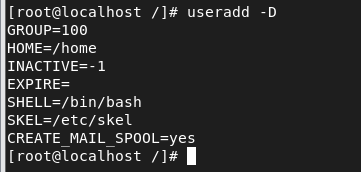 [root@localhost /]# useradd -D
GROUP=100
HOME=/home
INACTIVE=-1
EXPIRE=
SHELL=/bin/bash
SKEL=/etc/skel
CREATE_MAIL_SPOOL=yes
[root@localhost /]#